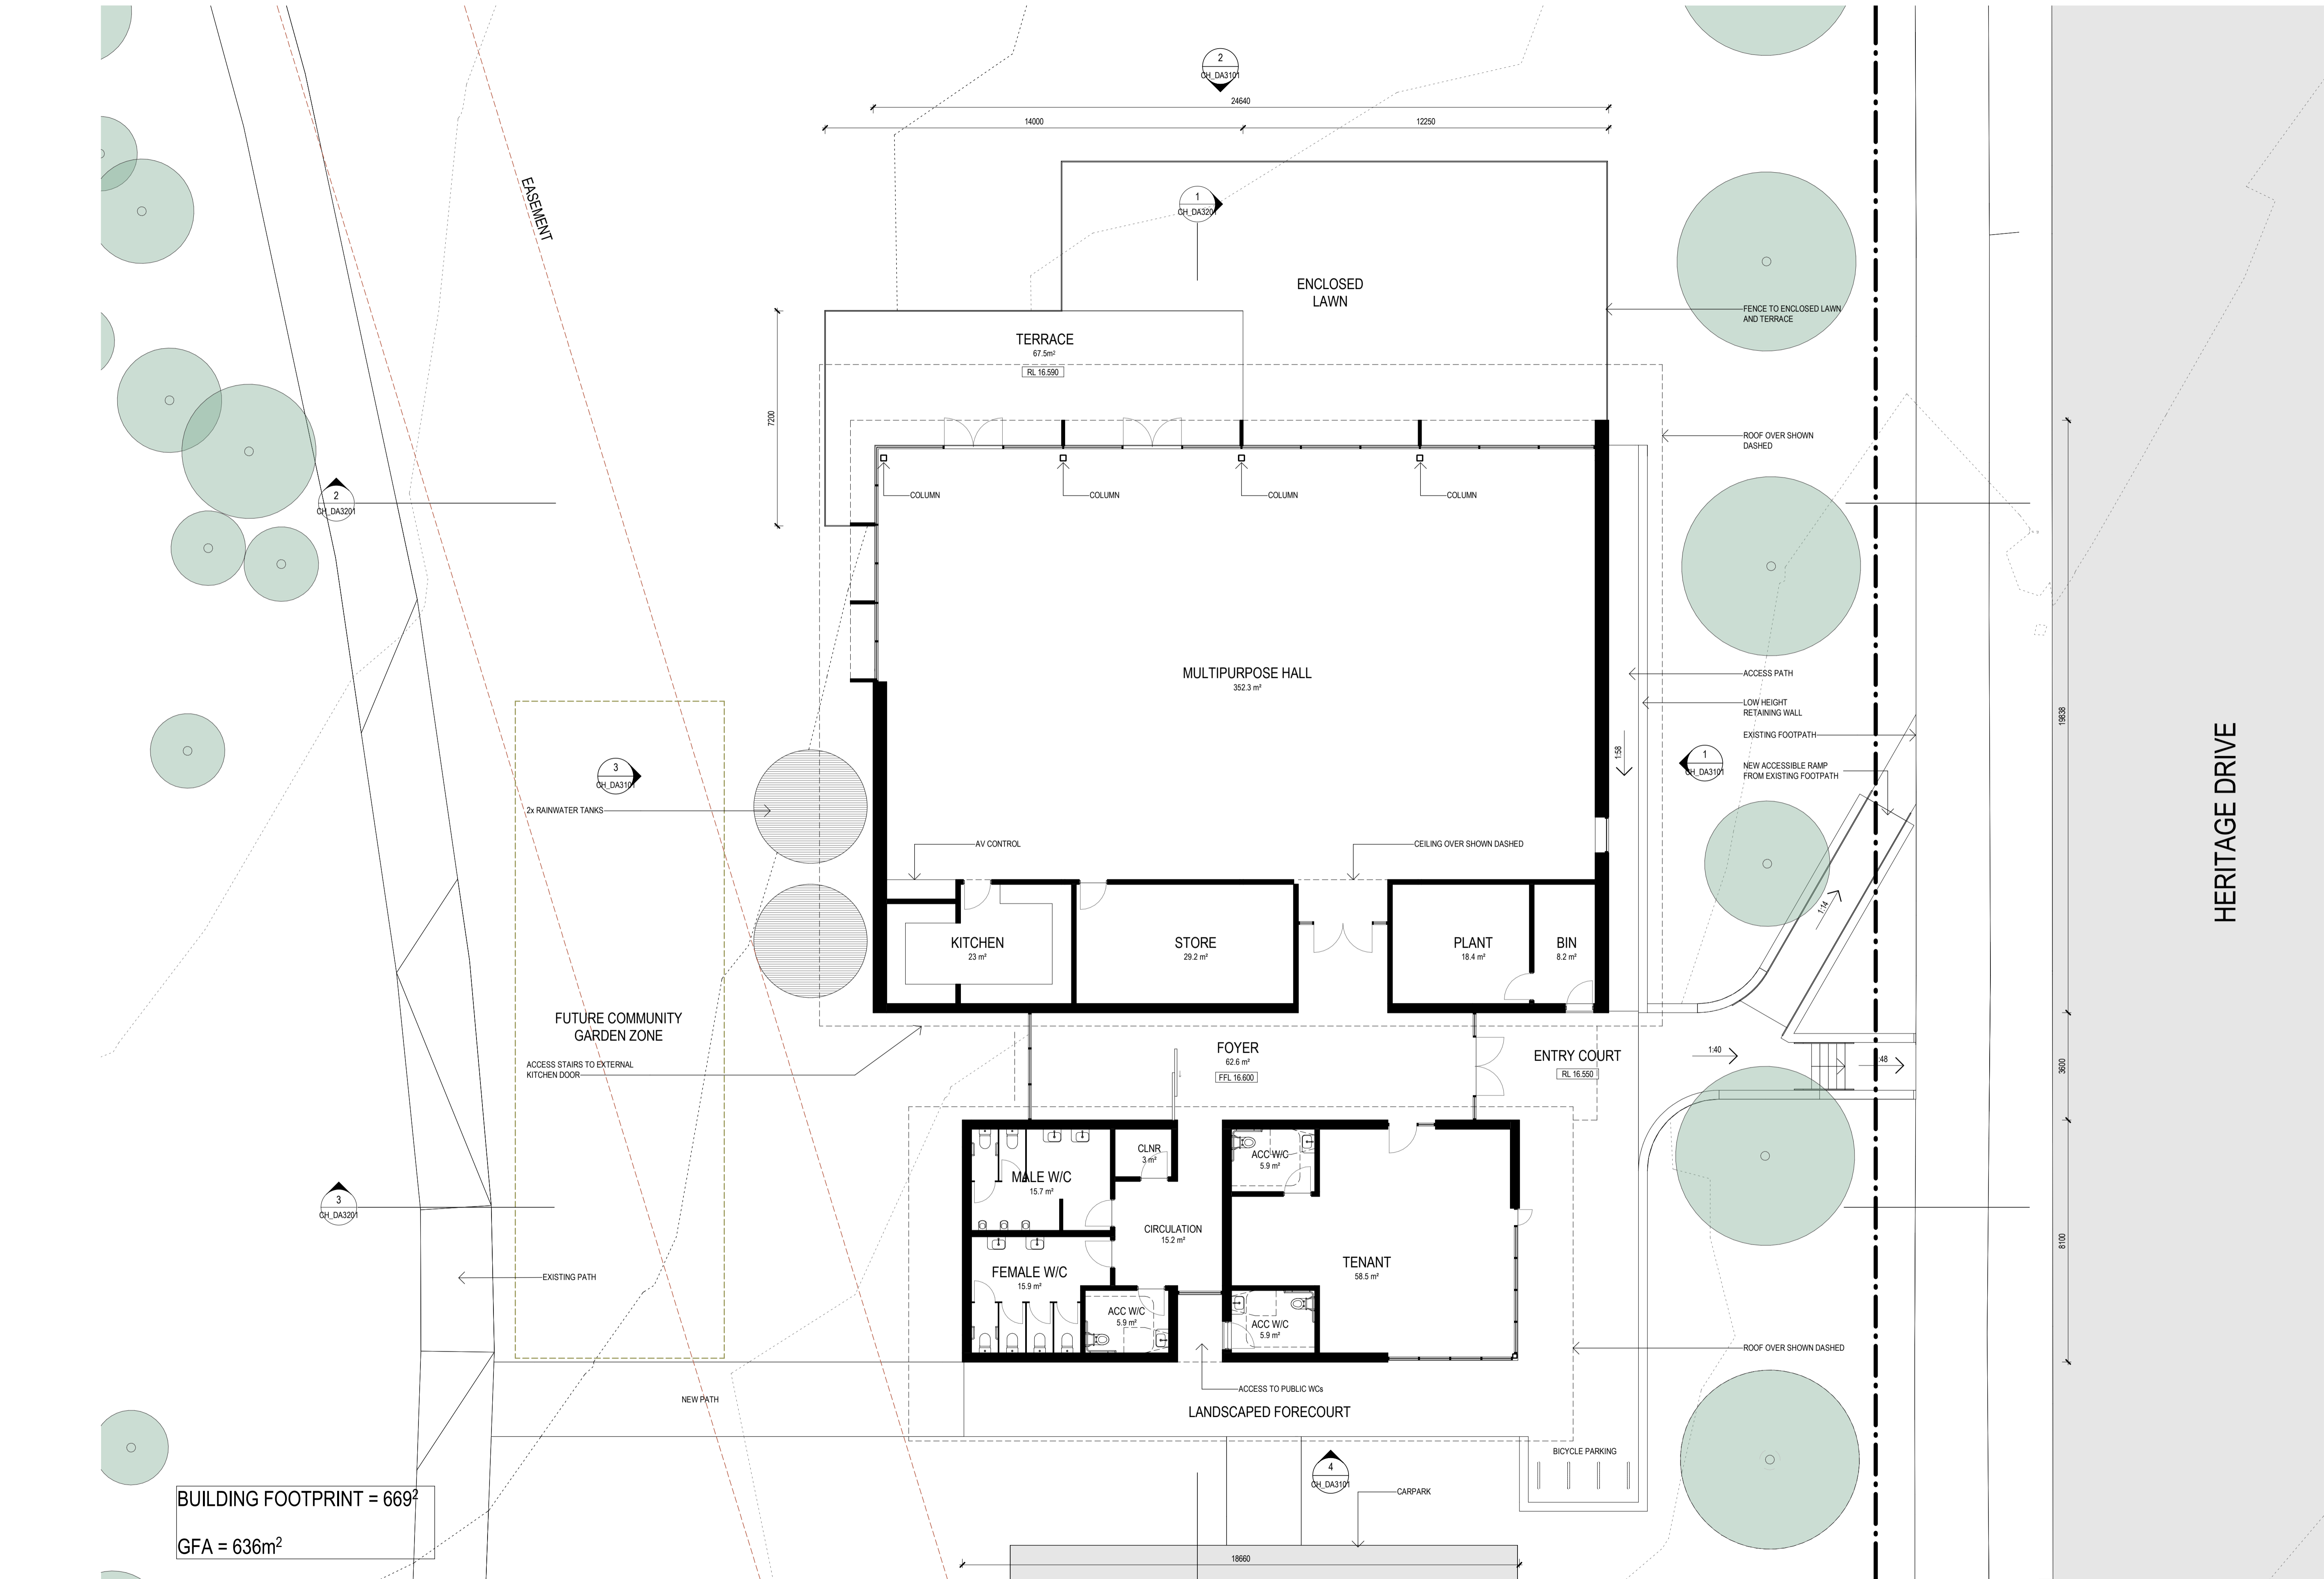 2
CH_DA3101
24640
14000
12250
EASEMENT
1
CH_DA3201
ENCLOSED
LAWN
FENCE TO ENCLOSED LAWN
AND TERRACE
TERRACE
67.5m²
RL 16.590
7200
ROOF OVER SHOWN
DASHED
2
CH_DA3201
COLUMN
COLUMN
COLUMN
COLUMN
MULTIPURPOSE HALL
352.3 m²
ACCESS PATH
LOW HEIGHT
RETAINING WALL
EXISTING FOOTPATH
NEW ACCESSIBLE RAMP
FROM EXISTING FOOTPATH
19838
HERITAGE DRIVE
1:58
1
CH_DA3101
3
CH_DA3101
2x RAINWATER TANKS
AV CONTROL
CEILING OVER SHOWN DASHED
1:14
KITCHEN
23 m²
STORE
29.2 m²
PLANT
18.4 m²
BIN
8.2 m²
FUTURE COMMUNITY
GARDEN ZONE
ACCESS STAIRS TO EXTERNAL
KITCHEN DOOR
FOYER
62.6 m²
FFL 16.600
ENTRY COURT
RL 16.550
1:40
:48
3600
CLNR
3 m²
ACC W/C
5.9 m²
MALE W/C
15.7 m²
3
CH_DA3201
CIRCULATION
15.2 m²
8100
TENANT
58.5 m²
FEMALE W/C
15.9 m²
EXISTING PATH
ACC W/C
5.9 m²
ACC W/C
5.9 m²
ROOF OVER SHOWN DASHED
NEW PATH
ACCESS TO PUBLIC WCs
LANDSCAPED FORECOURT
BICYCLE PARKING
4
CH_DA3101
CARPARK
BUILDING FOOTPRINT = 669²
GFA = 636m²
18660